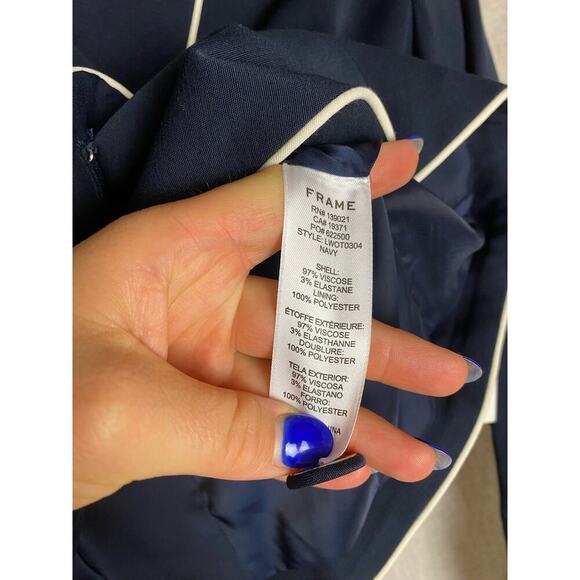 FRAME
RN# 139021
CA# 19371
PO# 622500
STYLE: LWOT0304
NAVY
SHELL:
97% VISCOSE
3% ELASTANE
LINING:
100% POLYESTER
ÉTOFFE EXTÉRIEURE:
97% VISCOSE
3% ELASTHANNE
DOUBLURE:
100% POLYESTER
TELA EXTERIOR:
97% VISCOSA
3% ELASTANO
FORRO:
100% POLYESTER